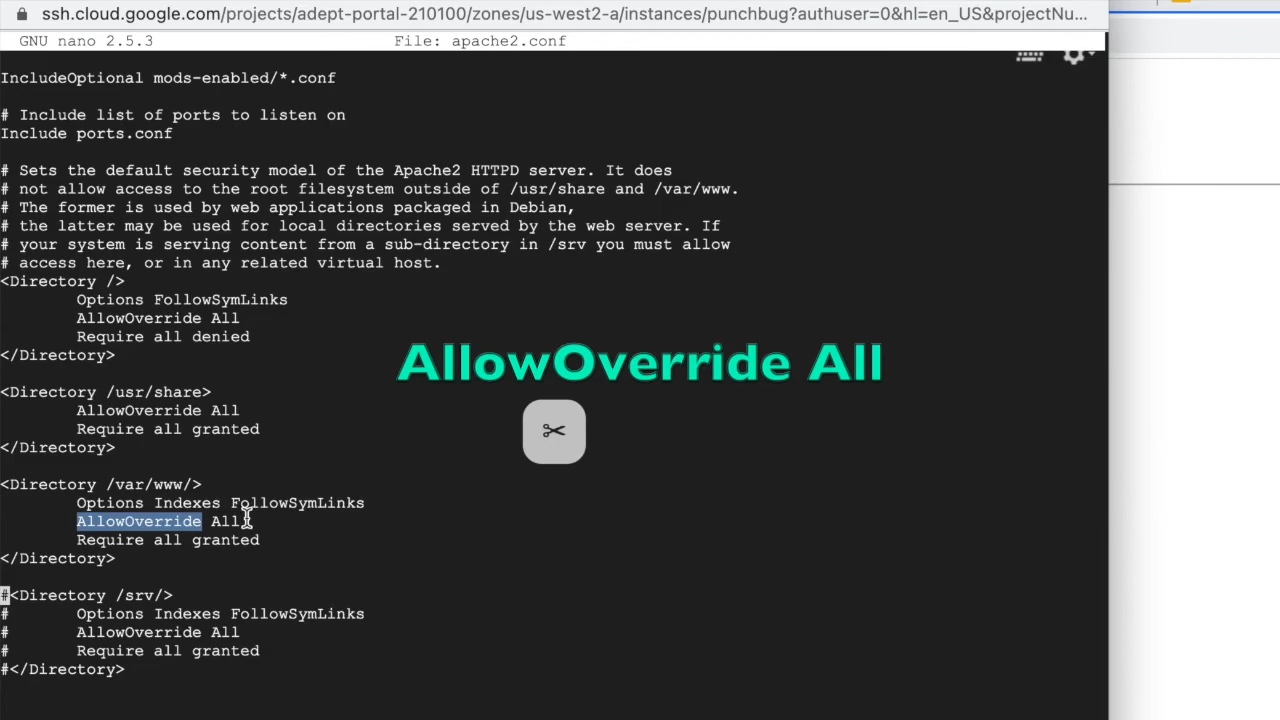 ssh.cloud.google.com/projects/adept-portal-210100/zones/us-west2-a/instances/punchbug?authuser=0&hl=en_US&projectNu...
GNU nano 2.5.3 File: apache2.conf
IncludeOptional mods-enabled/*.conf
# Include list of ports to listen on
Include ports.conf
# Sets the default security model of the Apache2 HTTPD server. It does
# not allow access to the root filesystem outside of /usr/share and /var/www.
# The former is used by web applications packaged in Debian,
# the latter may be used for local directories served by the web server. If
# your system is serving content from a sub-directory in /srv you must allow
# access here, or in any related virtual host.
<Directory />
        Options FollowSymLinks
        AllowOverride All
        Require all denied
</Directory>
AllowOverride All
<Directory /usr/share>
        AllowOverride All
        Require all granted
</Directory>
<Directory /var/www/>
        Options Indexes FollowSymLinks
        AllowOverride All
        Require all granted
</Directory>
#<Directory /srv/>
#       Options Indexes FollowSymLinks
#       AllowOverride All
#       Require all granted
#</Directory>